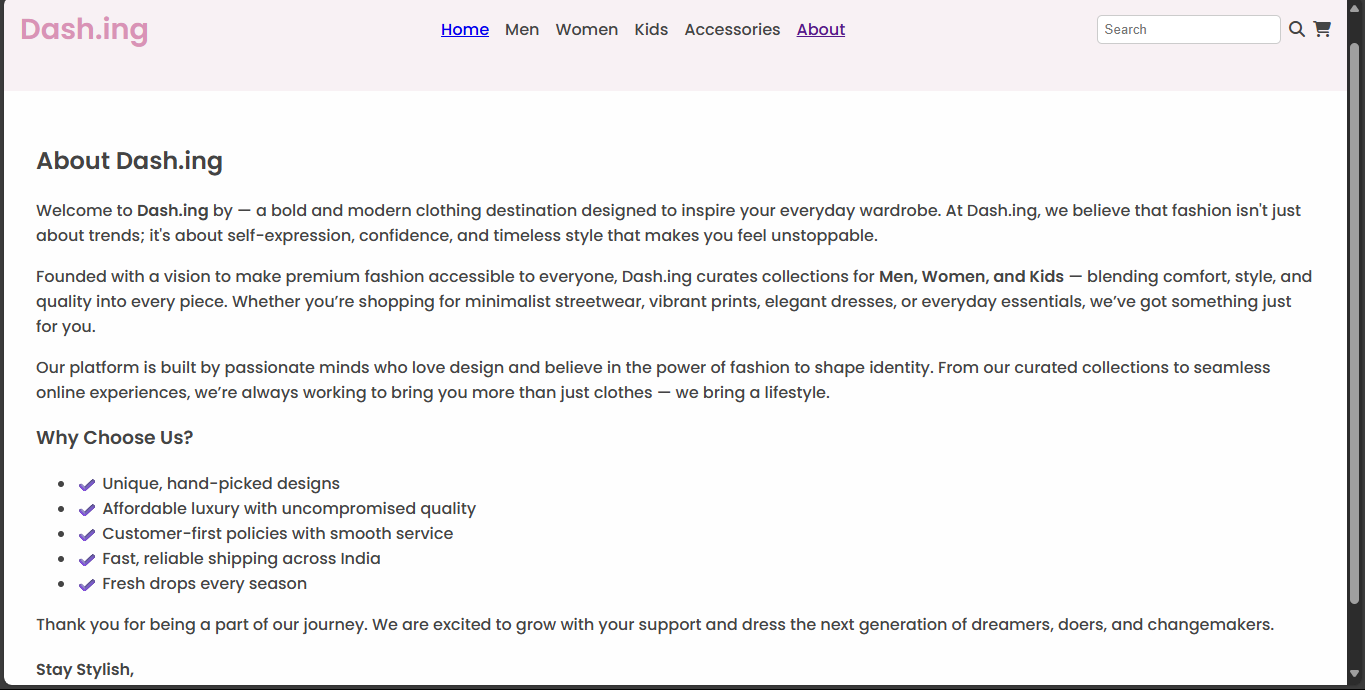 Dash.ing
Home Men Women Kids Accessories About
Search
About Dash.ing
Welcome to Dash.ing by — a bold and modern clothing destination designed to inspire your everyday wardrobe. At Dash.ing, we believe that fashion isn't just
about trends; it's about self-expression, confidence, and timeless style that makes you feel unstoppable.
Founded with a vision to make premium fashion accessible to everyone, Dash.ing curates collections for Men, Women, and Kids — blending comfort, style, and
quality into every piece. Whether you’re shopping for minimalist streetwear, vibrant prints, elegant dresses, or everyday essentials, we’ve got something just
for you.
Our platform is built by passionate minds who love design and believe in the power of fashion to shape identity. From our curated collections to seamless
online experiences, we’re always working to bring you more than just clothes — we bring a lifestyle.
Why Choose Us?
• ✔ Unique, hand-picked designs
• ✔ Affordable luxury with uncompromised quality
• ✔ Customer-first policies with smooth service
• ✔ Fast, reliable shipping across India
• ✔ Fresh drops every season
Thank you for being a part of our journey. We are excited to grow with your support and dress the next generation of dreamers, doers, and changemakers.
Stay Stylish,